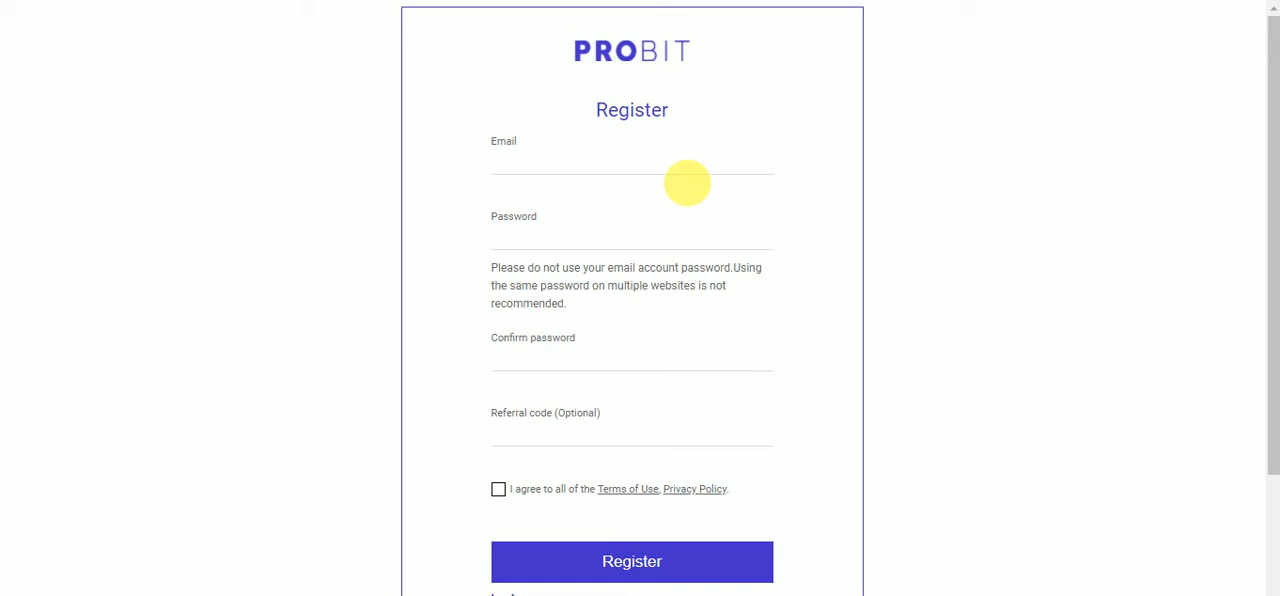 PROBIT
Register
Email
Password
Please do not use your email account password.Using
the same password on multiple websites is not
recommended.
Confirm password
Referral code (Optional)
I agree to all of the Terms of Use, Privacy Policy.
Register